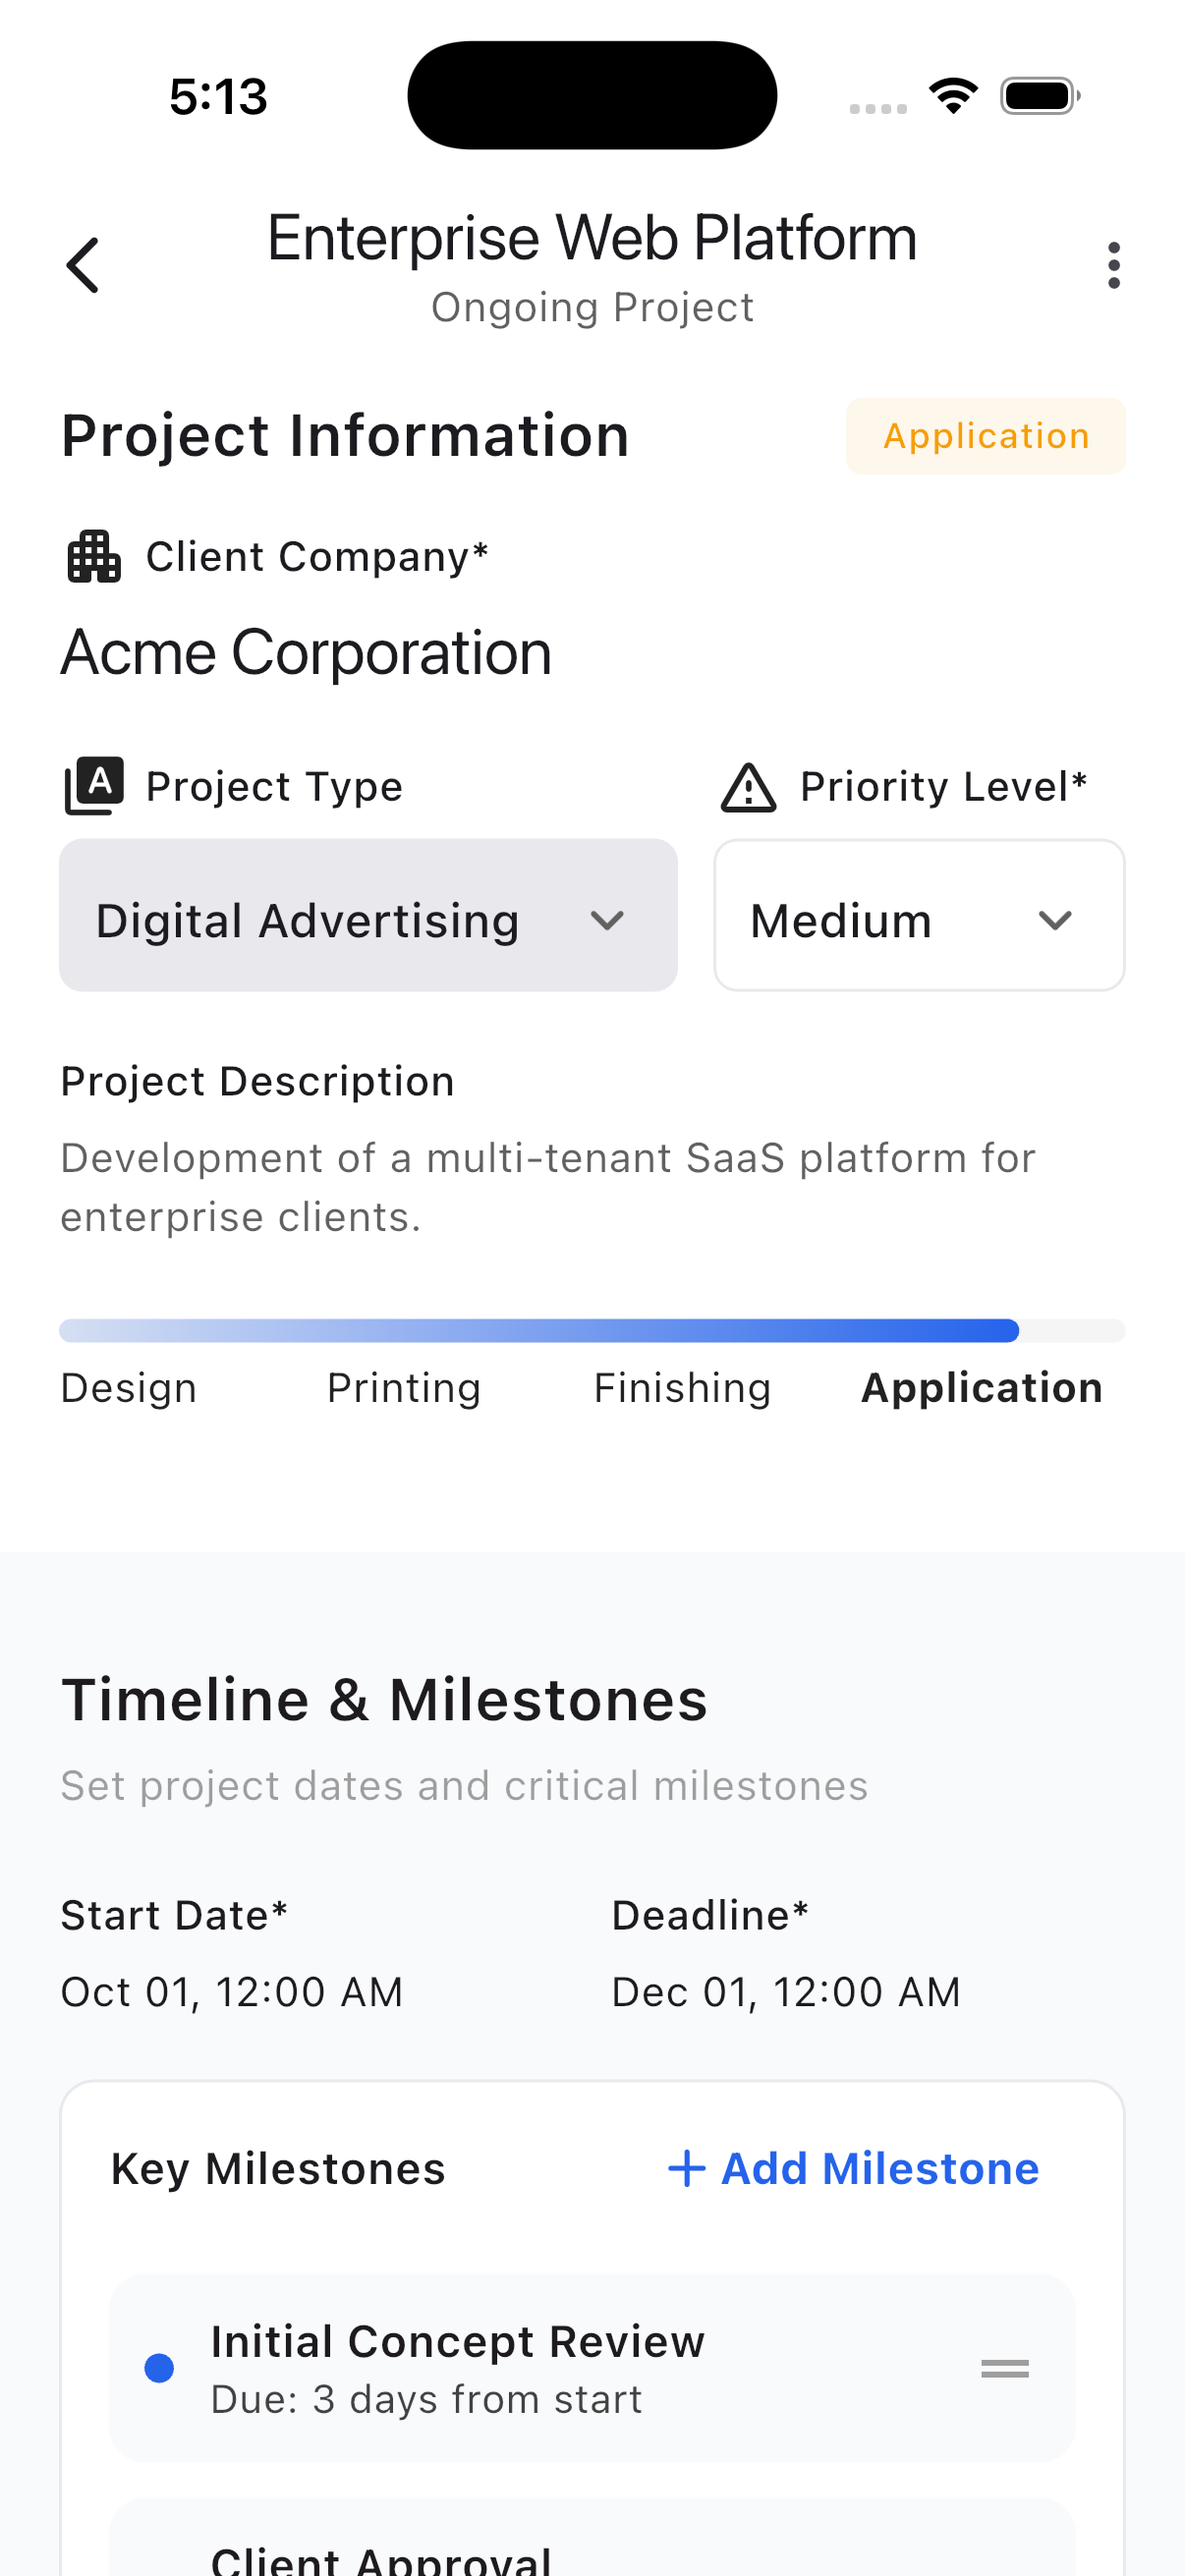 5:13
Enterprise Web Platform
Ongoing Project
Project Information
Application
Client Company*
Acme Corporation
A
Project Type
Priority Level*
Digital Advertising
Medium
Project Description
Development of a multi-tenant SaaS platform for
enterprise clients.
Design
Printing
Finishing
Application
Timeline & Milestones
Set project dates and critical milestones
Start Date*
Deadline*
Oct 01, 12:00 AM
Dec 01, 12:00 AM
Key Milestones
+ Add Milestone
Initial Concept Review
Due: 3 days from start
Client Approval